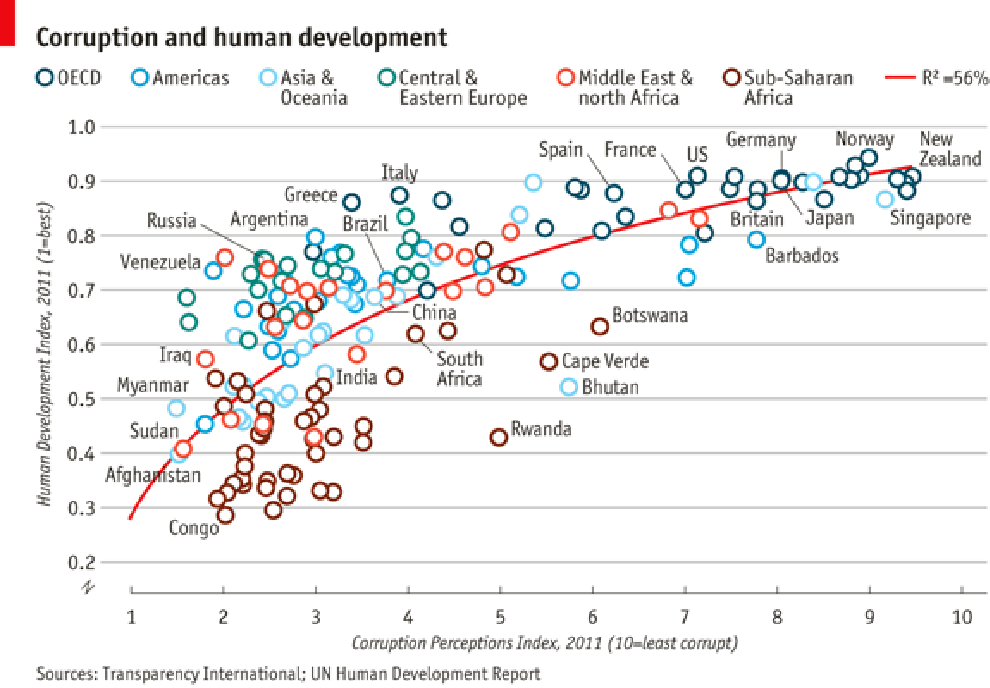 Corruption and human development
OECD
Americas
Asia &
Oceania
Central &
Eastern Europe
Middle East &
north Africa
Sub-Saharan
Africa
R² =56%
Human Development Index, 2011 (1=best)
1.0
0.9
0.8
0.7
0.6
0.5
0.4
0.3
0.2
Norway
New
Zealand
Germany
US
France
Spain
Italy
Greece
Russia
Argentina
Brazil
Britain
Japan
Singapore
Barbados
Venezuela
China
Botswana
Iraq
South
Africa
Cape Verde
India
Myanmar
Bhutan
Sudan
Rwanda
Afghanistan
Congo
1 2 3 4 5 6 7 8 9 10
Corruption Perceptions Index, 2011 (10=least corrupt)
Sources: Transparency International; UN Human Development Report